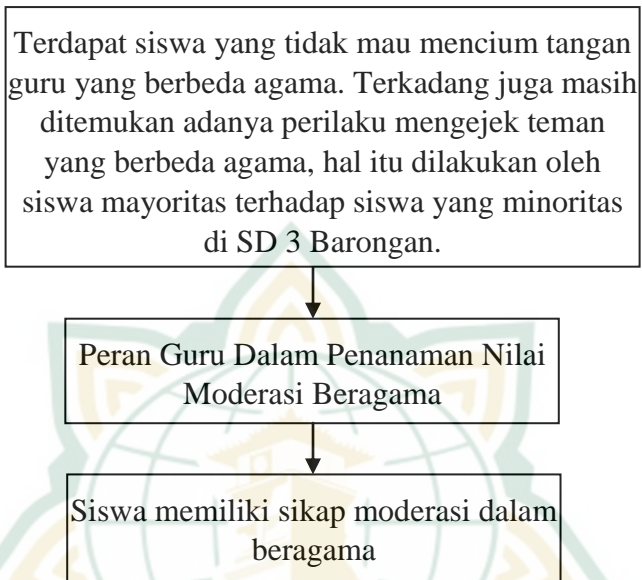 Terdapat siswa yang tidak mau mencium tangan
guru yang berbeda agama. Terkadang juga masih
ditemukan adanya perilaku mengejek teman
yang berbeda agama, hal itu dilakukan oleh
siswa mayoritas terhadap siswa yang minoritas
di SD 3 Barongan.
Peran Guru Dalam Penanaman Nilai
Moderasi Beragama
Siswa memiliki sikap moderasi dalam
beragama